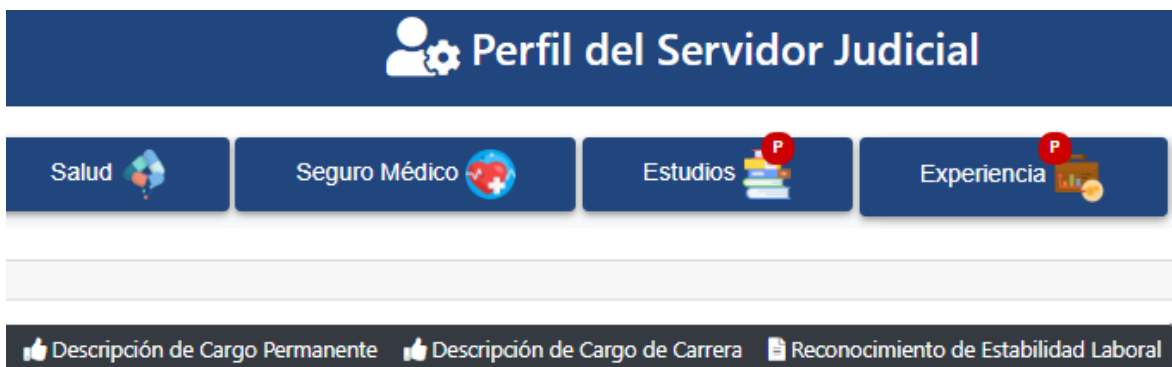 Perfil del Servidor Judicial
Salud Seguro Médico Estudios P Experiencia P
Descripción de Cargo Permanente Descripción de Cargo de Carrera Reconocimiento de Estabilidad Laboral